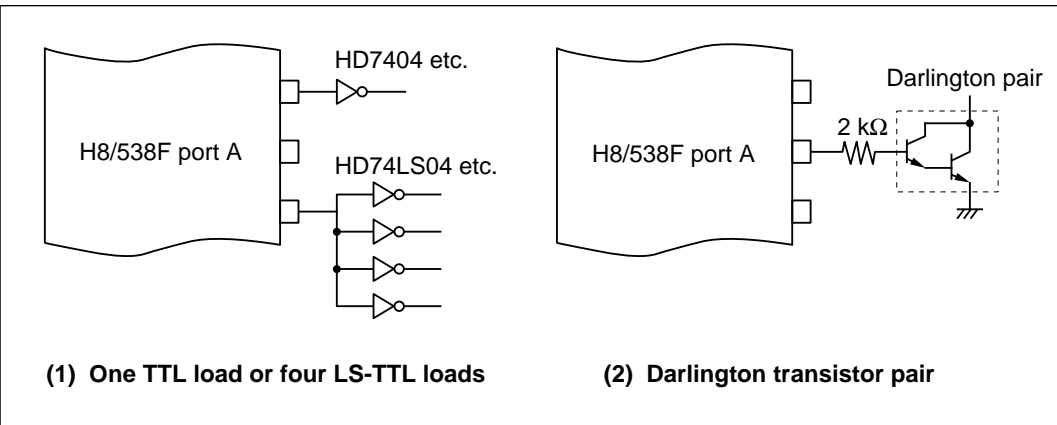 HD7404 etc.
H8/538F port A
HD74LS04 etc.
(1) One TTL load or four LS-TTL loads
Darlington pair
2 kΩ
H8/538F port A
(2) Darlington transistor pair